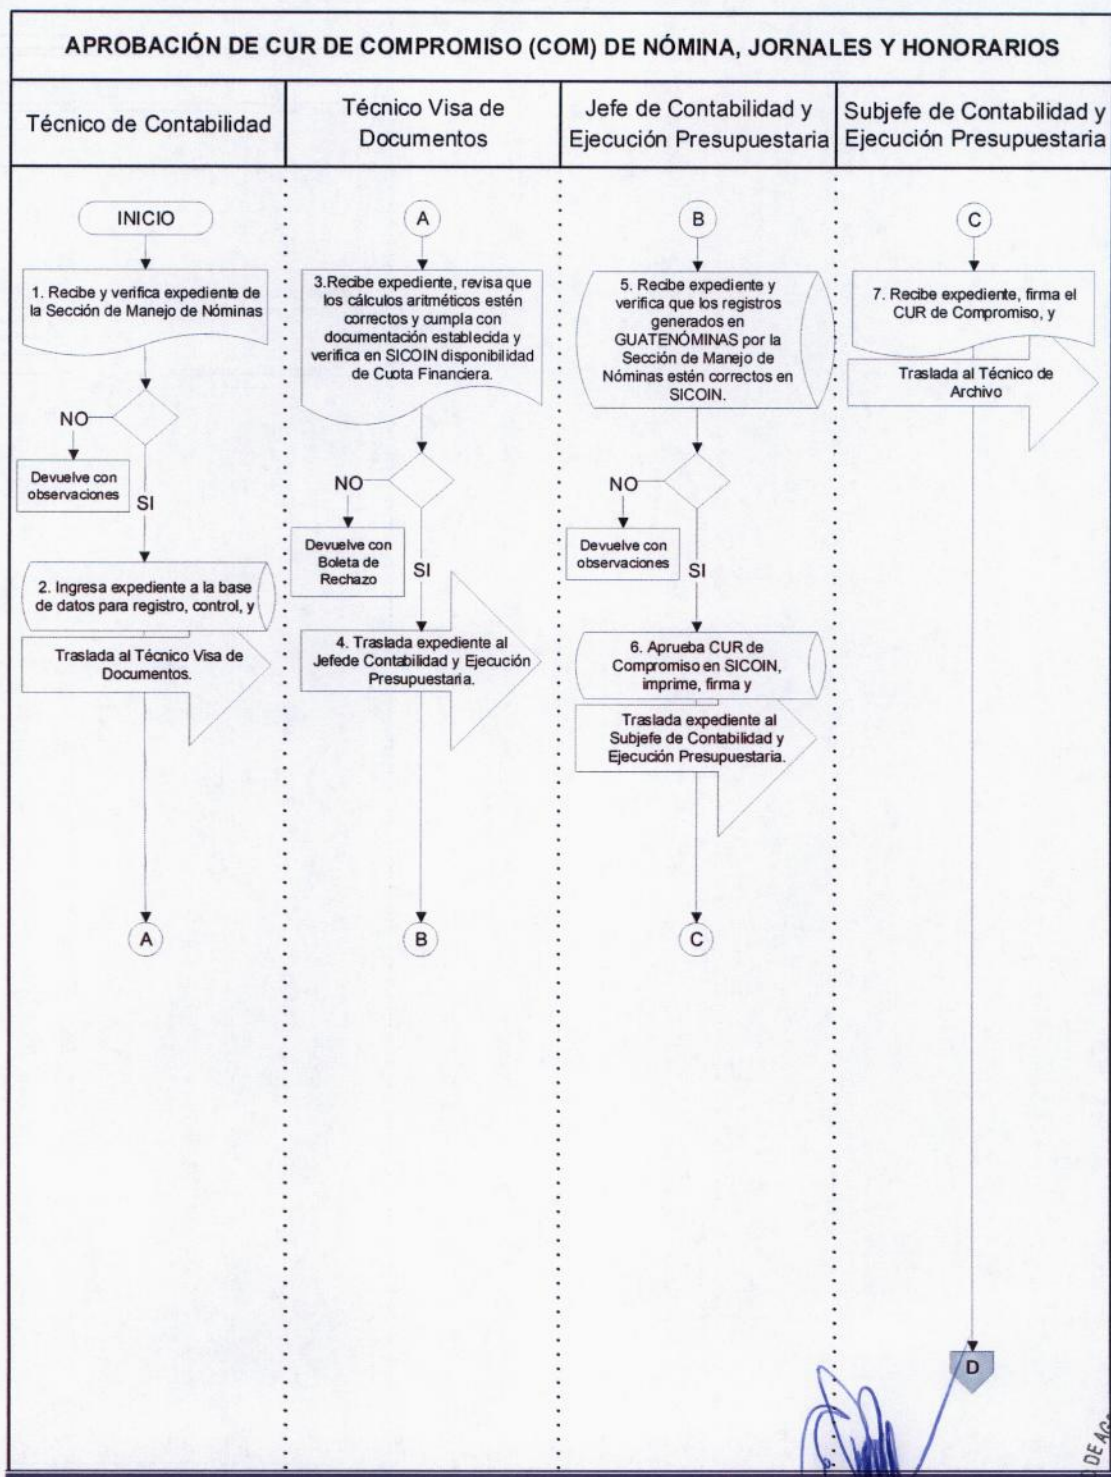 APROBACIÓN DE CUR DE COMPROMISO (COM) DE NÓMINA, JORNALES Y HONORARIOS
Técnico de Contabilidad
Técnico Visa de
Documentos
Jefe de Contabilidad y
Ejecución Presupuestaria
Subjefe de Contabilidad y
Ejecución Presupuestaria
INICIO
1. Recibe y verifica expediente de
la Sección de Manejo de Nóminas
NO
Devuelve con
observaciones
SI
2. Ingresa expediente a la base
de datos para registro, control, y
Traslada al Técnico Visa de
Documentos.
A
A
3.Recibe expediente, revisa que
los cálculos aritméticos estén
correctos y cumpla con
documentación establecida y
verifica en SICOIN disponibilidad
de Cuota Financiera.
NO
Devuelve con
Boleta de
Rechazo
SI
4. Traslada expediente al
Jefede Contabilidad y Ejecución
Presupuestaria.
B
B
5. Recibe expediente y
verifica que los registros
generados en
GUATENÓMINAS por la
Sección de Manejo de
Nóminas estén correctos en
SICOIN.
NO
Devuelve con
observaciones
SI
6. Aprueba CUR de
Compromiso en SICOIN,
imprime, firma y
Traslada expediente al
Subjefe de Contabilidad y
Ejecución Presupuestaria.
C
C
7. Recibe expediente, firma el
CUR de Compromiso, y
Traslada al Técnico de
Archivo
D